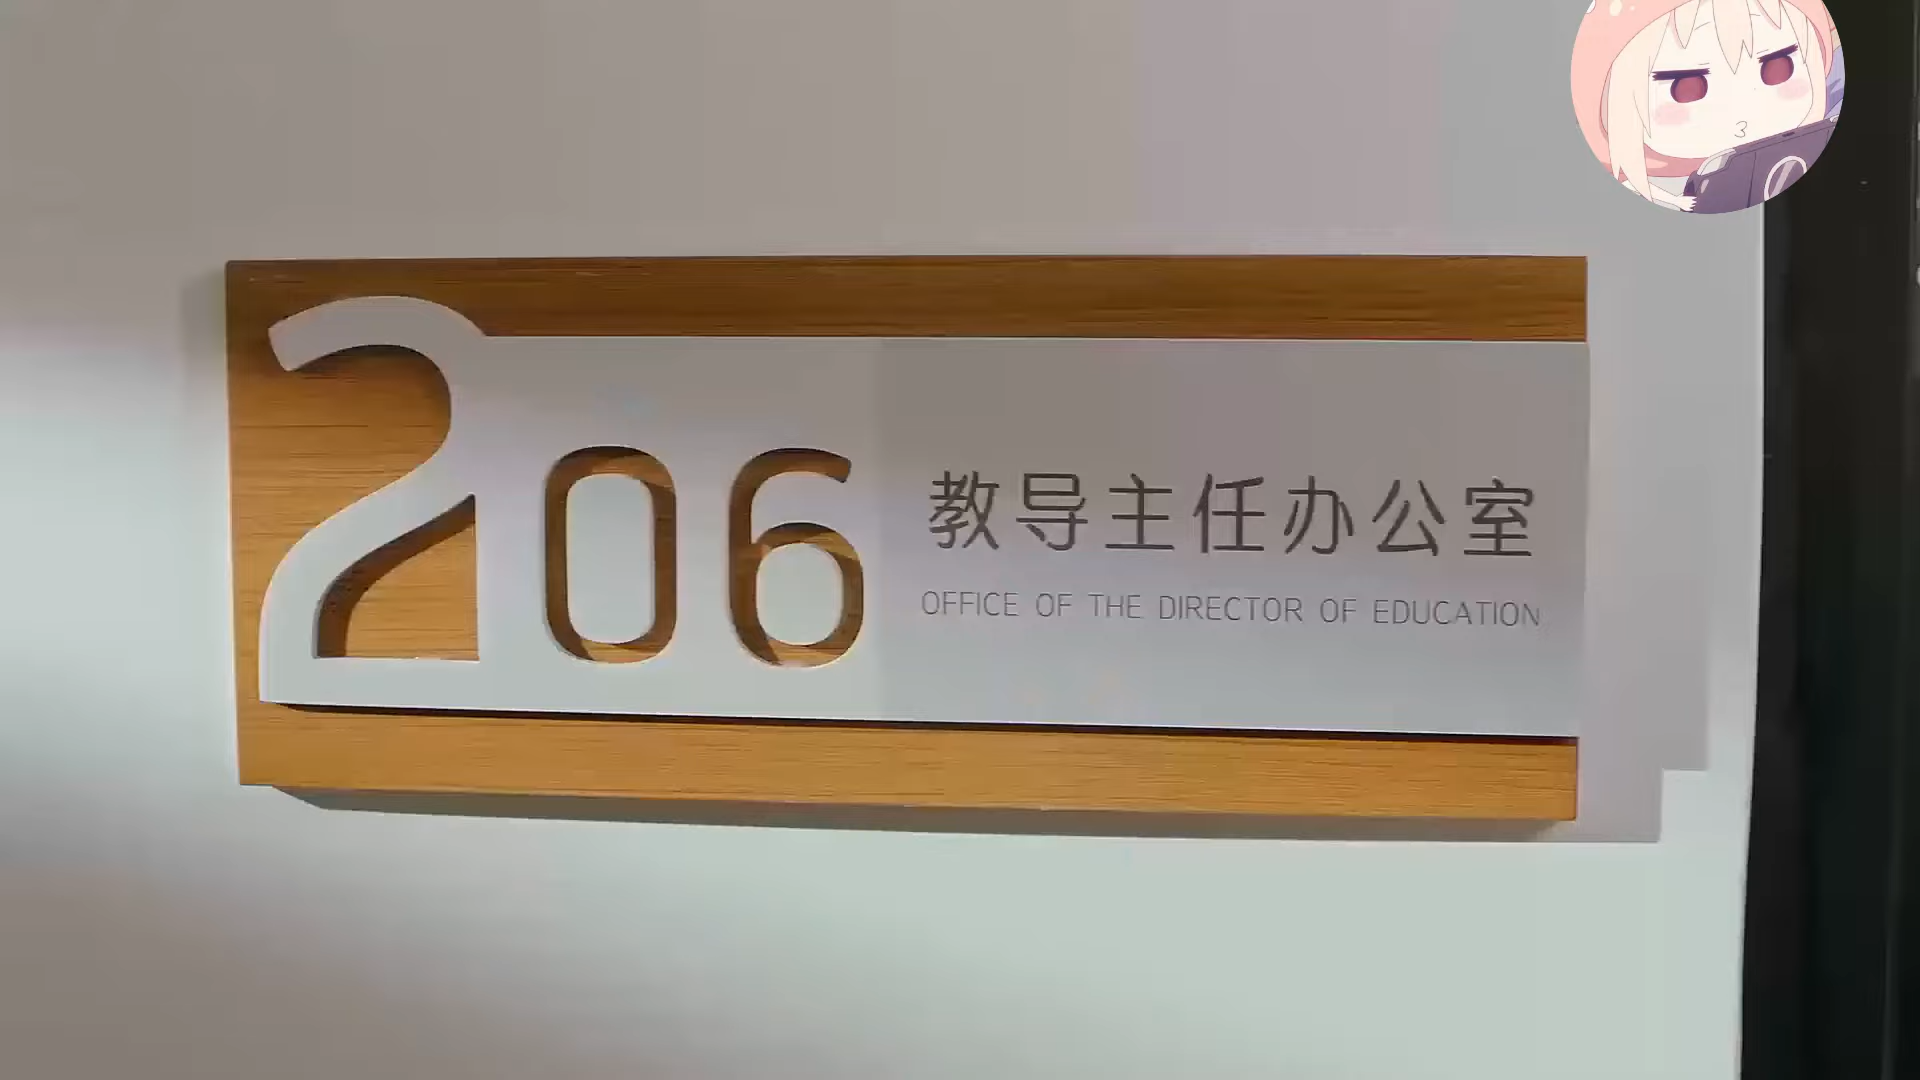 206
教导主任办公室
OFFICE OF THE DIRECTOR OF EDUCATION